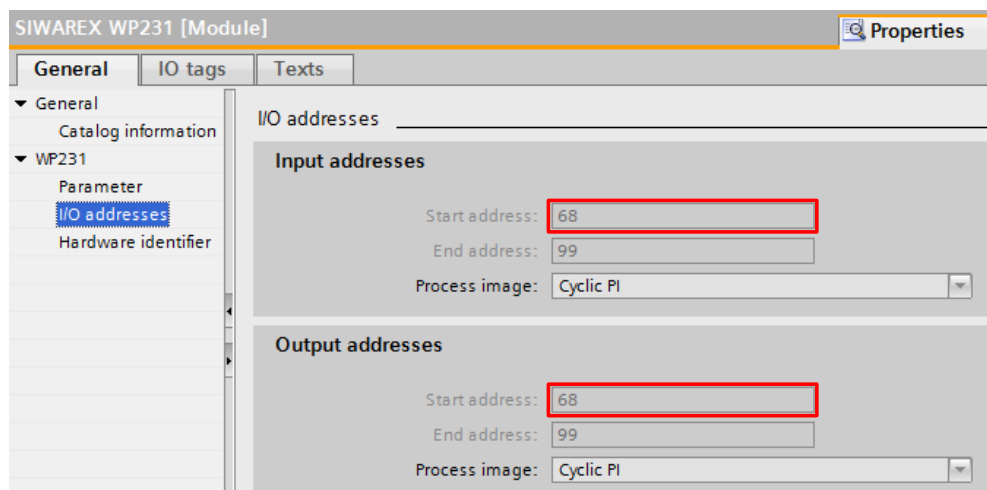 SIWAREX WP231 [Module]
Properties
General
IO tags
Texts
General
Catalog information
WP231
Parameter
I/O addresses
Hardware identifier
I/O addresses
Input addresses
Start address: 68
End address: 99
Process image: Cyclic PI
Output addresses
Start address: 68
End address: 99
Process image: Cyclic PI